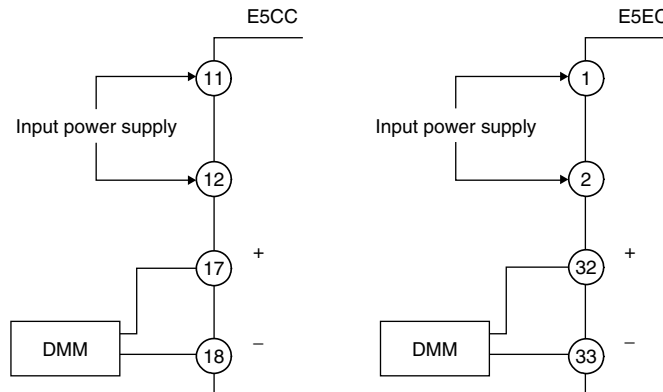 E5CC
11
Input power supply
12
17
+
DMM
18
–
E5EC
1
Input power supply
2
32
+
DMM
33
–